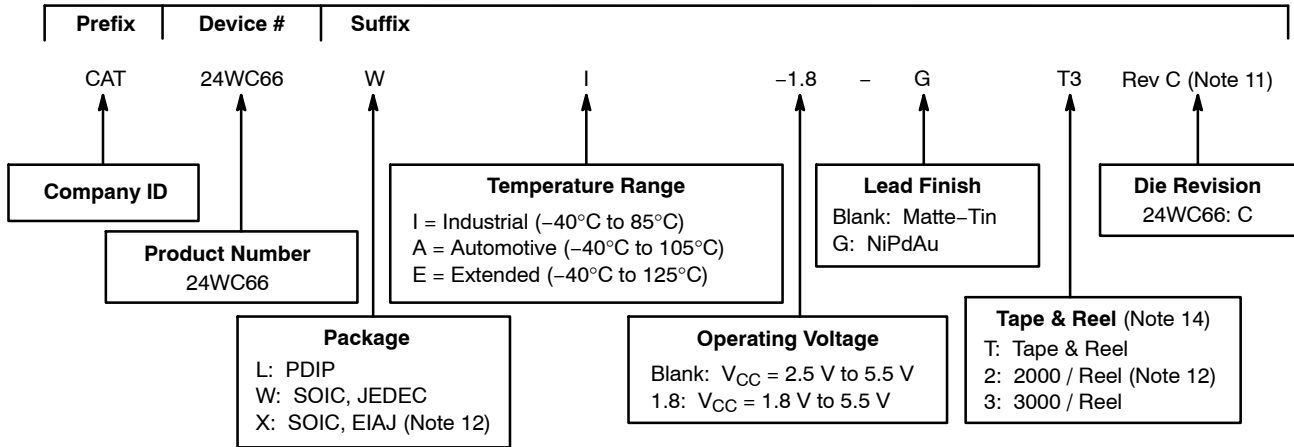 Prefix Device # Suffix
CAT 24WC66 W I −1.8 − G T3 Rev C (Note 11)
Company ID
Product Number
24WC66
Package
L: PDIP
W: SOIC, JEDEC
X: SOIC, EIAJ (Note 12)
Temperature Range
I = Industrial (−40°C to 85°C)
A = Automotive (−40°C to 105°C)
E = Extended (−40°C to 125°C)
Operating Voltage
Blank: VCC = 2.5 V to 5.5 V
1.8: VCC = 1.8 V to 5.5 V
Lead Finish
Blank: Matte−Tin
G: NiPdAu
Tape & Reel (Note 14)
T: Tape & Reel
2: 2000 / Reel (Note 12)
3: 3000 / Reel
Die Revision
24WC66: C